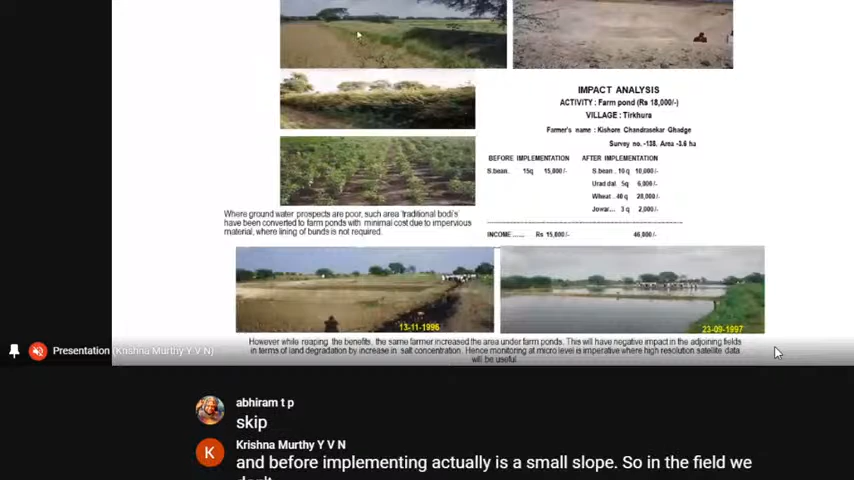 IMPACT ANALYSIS
ACTIVITY : Farm pond (Rs 18,000/-)
VILLAGE : Tirkhura
Farmer's name : Kishore Chandrasekar Ghadge
Survey no. -138. Area -3.6 ha
BEFORE IMPLEMENTATION AFTER IMPLEMENTATION
S.bean. 15q 15,000/- S.bean . 10 q 10,000/-
Urad dal 5q 6,000/-
Wheat . 40 q 28,000/-
Jowar... 3 q 2,000/-
INCOME ...... Rs 15,000/- 46,000/-
Where ground water prospects are poor, such area 'traditional bodi's'
have been converted to farm ponds with minimal cost due to impervious
material, where lining of bunds is not required.
13-11-1996
23-09-1997
However while reaping, the benefits, the same farmer increased the area under farm ponds. This will have negative impact in the adjoining fields
in terms of land degradation by increase in salt concentration. Hence monitoring at micro level is imperative where high resolution satellite data
will be useful
Presentation (Krishna Murthy Y V N)
abhiram t p
skip
K
Krishna Murthy Y V N
and before implementing actually is a small slope. So in the field we
don't